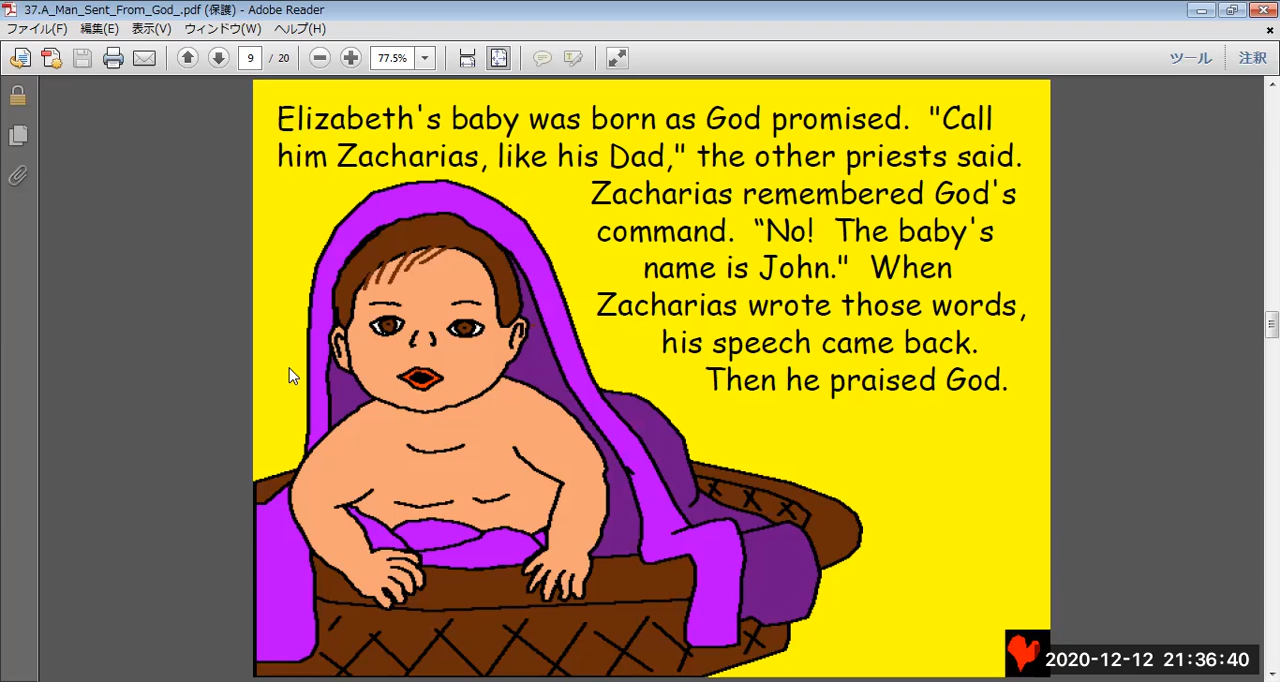 37.A_Man_Sent_From_God_.pdf (保護) - Adobe Reader
ファイル(F) 編集(E) 表示(V) ウィンドウ(W) ヘルプ(H)
9 / 20 77.5% ツール 注釈
Elizabeth's baby was born as God promised. "Call
him Zacharias, like his Dad," the other priests said.
Zacharias remembered God's
command. “No! The baby's
name is John." When
Zacharias wrote those words,
his speech came back.
Then he praised God.
2020-12-12 21:36:40